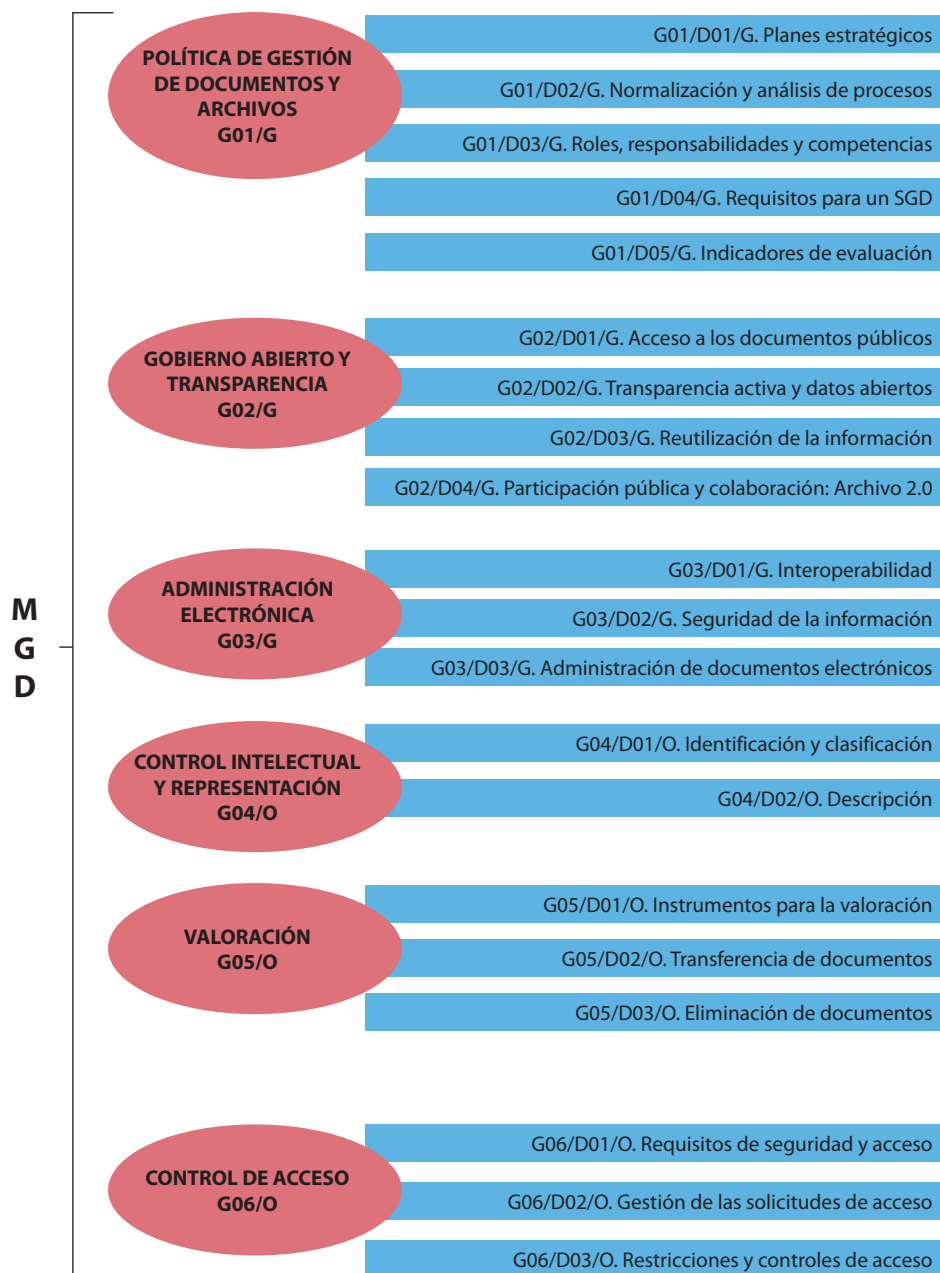 M
G
D
POLÍTICA DE GESTIÓN
DE DOCUMENTOS Y
ARCHIVOS
G01/G
G01/D01/G. Planes estratégicos
G01/D02/G. Normalización y análisis de procesos
G01/D03/G. Roles, responsabilidades y competencias
G01/D04/G. Requisitos para un SGD
G01/D05/G. Indicadores de evaluación
GOBIERNO ABIERTO Y
TRANSPARENCIA
G02/G
G02/D01/G. Acceso a los documentos públicos
G02/D02/G. Transparencia activa y datos abiertos
G02/D03/G. Reutilización de la información
G02/D04/G. Participación pública y colaboración: Archivo 2.0
ADMINISTRACIÓN
ELECTRÓNICA
G03/G
G03/D01/G. Interoperabilidad
G03/D02/G. Seguridad de la información
G03/D03/G. Administración de documentos electrónicos
CONTROL INTELECTUAL
Y REPRESENTACIÓN
G04/O
G04/D01/O. Identificación y clasificación
G04/D02/O. Descripción
VALORACIÓN
G05/O
G05/D01/O. Instrumentos para la valoración
G05/D02/O. Transferencia de documentos
G05/D03/O. Eliminación de documentos
CONTROL DE ACCESO
G06/O
G06/D01/O. Requisitos de seguridad y acceso
G06/D02/O. Gestión de las solicitudes de acceso
G06/D03/O. Restricciones y controles de acceso